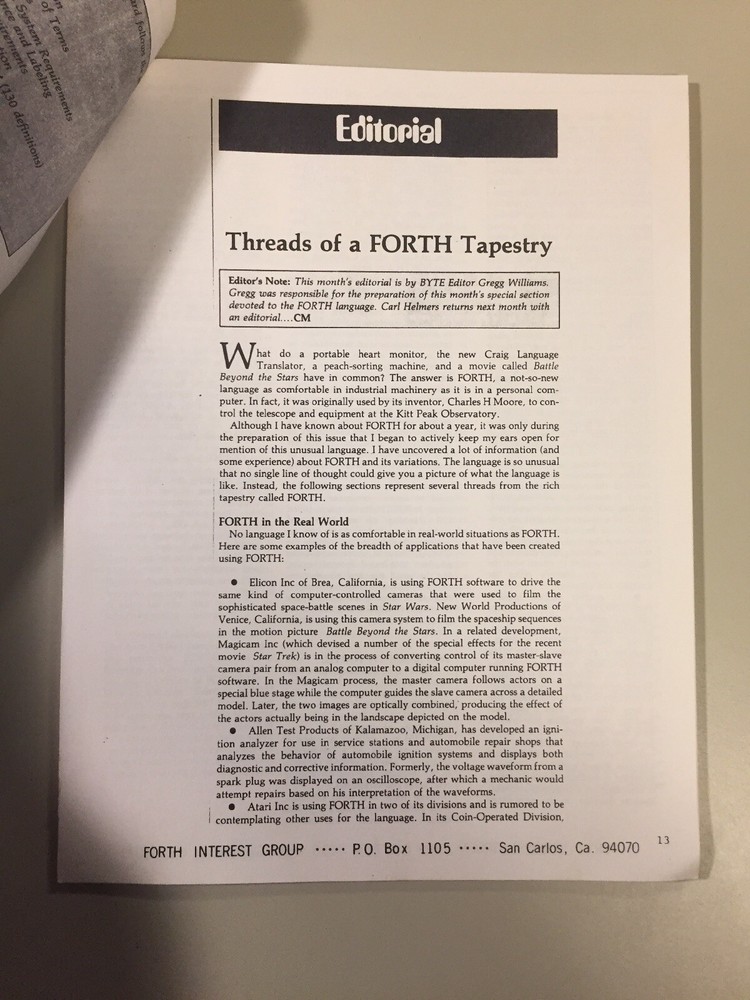 of Terms
System Requirements
and Labeling
(130 definitions)
Editorial
Threads of a FORTH Tapestry
Editor's Note: This month's editorial is by BYTE Editor Gregg Williams.
Gregg was responsible for the preparation of this month's special section
devoted to the FORTH language. Carl Helmers returns next month with
an editorial....CM
What do a portable heart monitor, the new Craig Language
Translator, a peach-sorting machine, and a movie called Battle
Beyond the Stars have in common? The answer is FORTH, a not-so-new
language as comfortable in industrial machinery as it is in a personal com-
puter. In fact, it was originally used by its inventor, Charles H Moore, to con-
trol the telescope and equipment at the Kitt Peak Observatory.
Although I have known about FORTH for about a year, it was only during
the preparation of this issue that I began to actively keep my ears open for
mention of this unusual language. I have uncovered a lot of information (and
some experience) about FORTH and its variations. The language is so unusual
that no single line of thought could give you a picture of what the language is
like. Instead, the following sections represent several threads from the rich
tapestry called FORTH.
FORTH in the Real World
No language I know of is as comfortable in real-world situations as FORTH.
Here are some examples of the breadth of applications that have been created
using FORTH:
● Elicon Inc of Brea, California, is using FORTH software to drive the
same kind of computer-controlled cameras that were used to film the
sophisticated space-battle scenes in Star Wars. New World Productions of
Venice, California, is using this camera system to film the spaceship sequences
in the motion picture Battle Beyond the Stars. In a related development,
Magicam Inc (which devised a number of the special effects for the recent
movie Star Trek) is in the process of converting control of its master-slave
camera pair from an analog computer to a digital computer running FORTH
software. In the Magicam process, the master camera follows actors on a
special blue stage while the computer guides the slave camera across a detailed
model. Later, the two images are optically combined, producing the effect of
the actors actually being in the landscape depicted on the model.
● Allen Test Products of Kalamazoo, Michigan, has developed an igni-
tion analyzer for use in service stations and automobile repair shops that
analyzes the behavior of automobile ignition systems and displays both
diagnostic and corrective information. Formerly, the voltage waveform from a
spark plug was displayed on an oscilloscope, after which a mechanic would
attempt repairs based on his interpretation of the waveforms.
● Atari Inc is using FORTH in two of its divisions and is rumored to be
contemplating other uses for the language. In its Coin-Operated Division,
FORTH INTEREST GROUP ····· P.O. Box 1105 ····· San Carlos, Ca. 94070
13